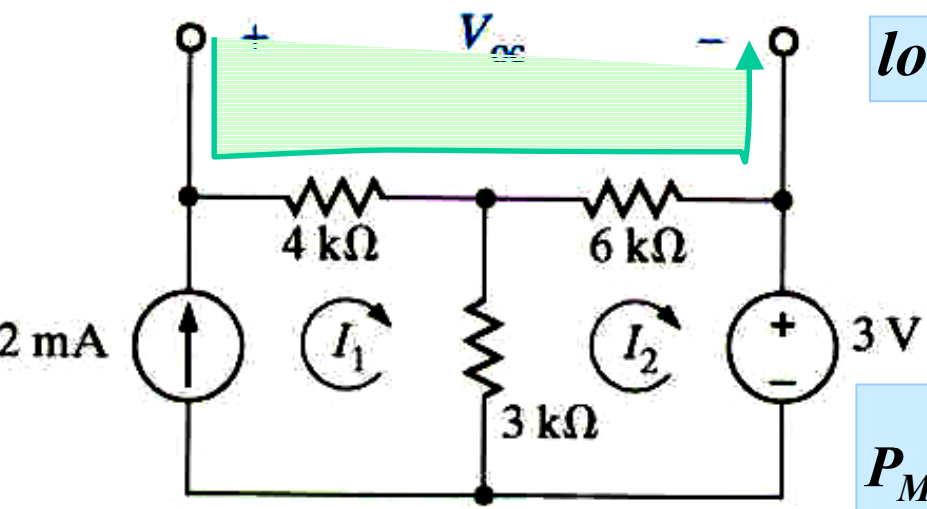 + V_oc −
lo
4 kΩ 6 kΩ
2 mA I_1 I_2 + 3 V
−
3 kΩ
P_M